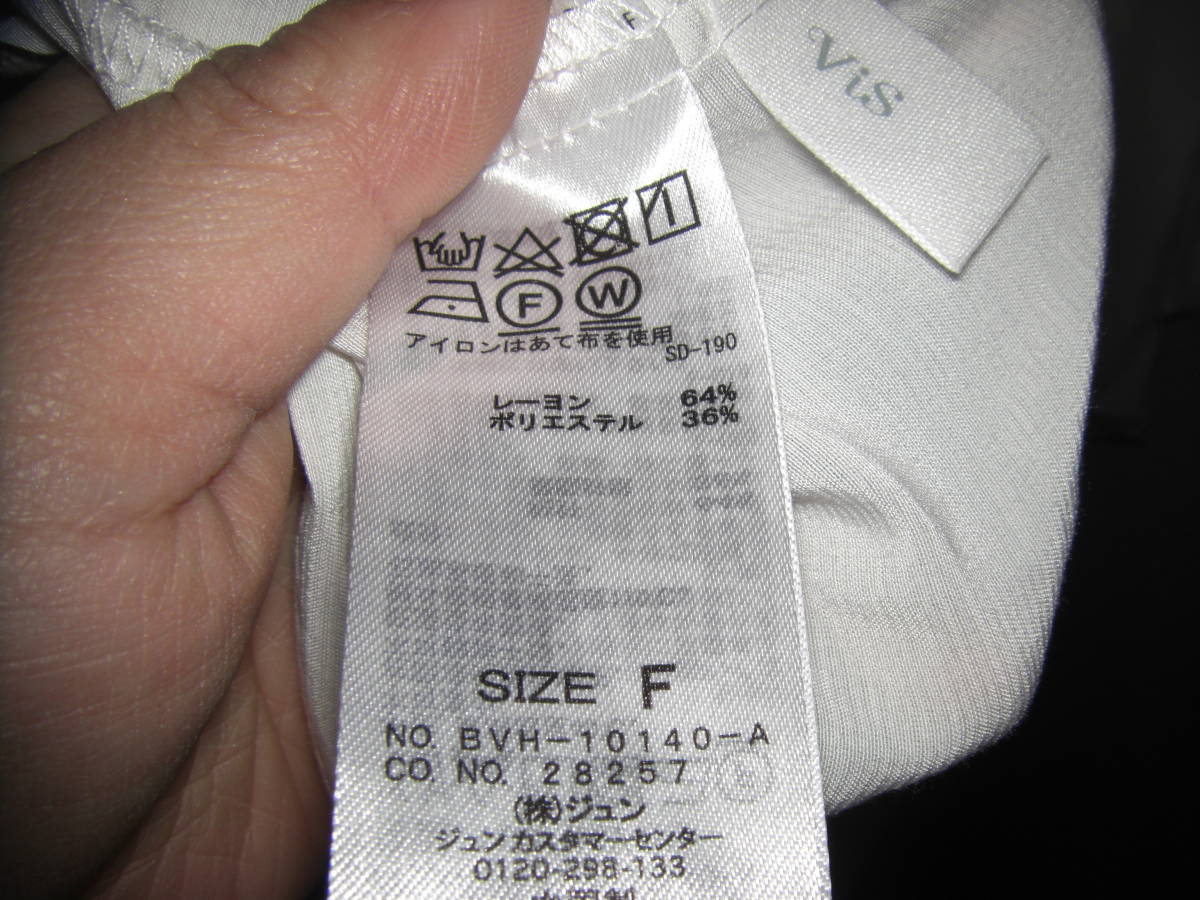 F
ViS
F W
アイロンはあて布を使用
SD-190
レーヨン 64%
ポリエステル 36%
SIZE F
NO. BVH-10140-A
CO. NO. 28257
(株)ジュン
ジュンカスタマーセンター
0120-298-133